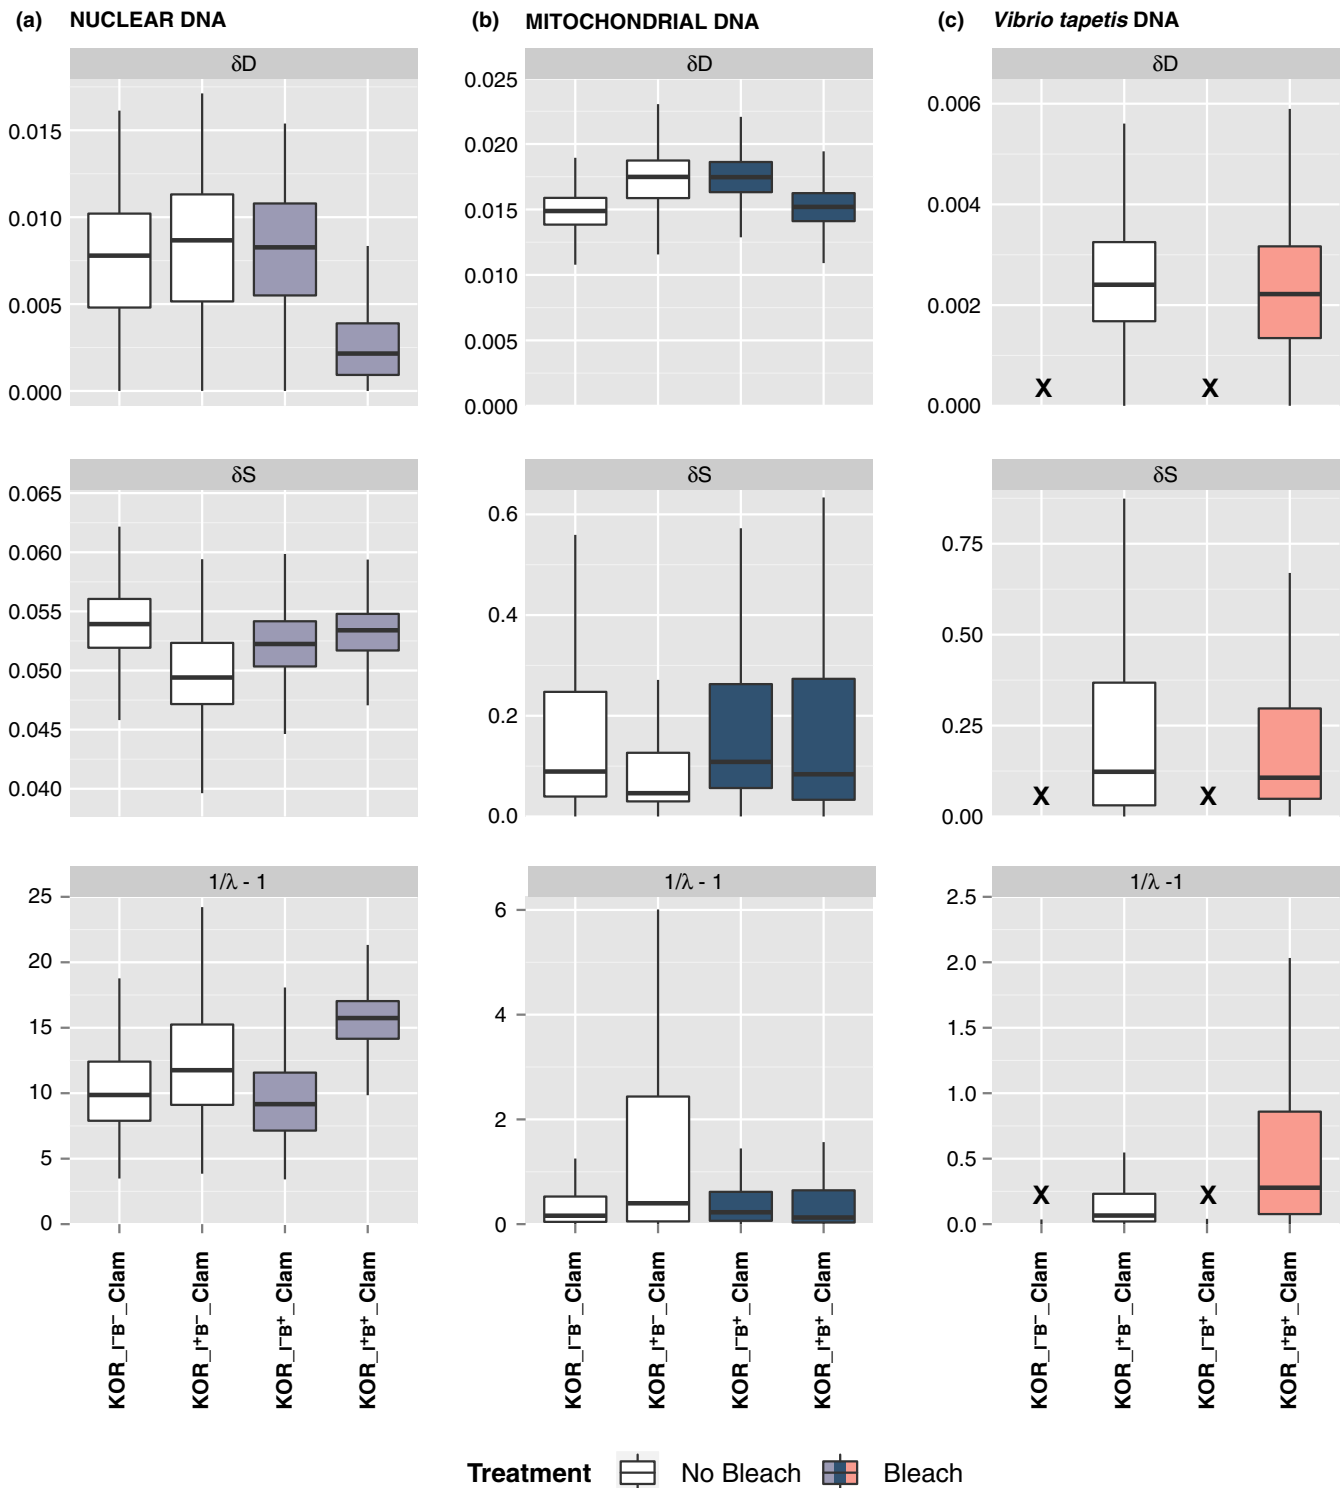 (a) NUCLEAR DNA
δD
0.015
0.010
0.005
0.000
δS
0.065
0.060
0.055
0.050
0.045
0.040
1/λ - 1
25
20
15
10
5
0
KOR_I⁻B⁻_Clam
KOR_I⁺B⁻_Clam
KOR_I⁻B⁺_Clam
KOR_I⁺B⁺_Clam
(b) MITOCHONDRIAL DNA
δD
0.025
0.020
0.015
0.010
0.005
0.000
δS
0.6
0.4
0.2
0.0
1/λ - 1
6
4
2
0
KOR_I⁻B⁻_Clam
KOR_I⁺B⁻_Clam
KOR_I⁻B⁺_Clam
KOR_I⁺B⁺_Clam
(c) Vibrio tapetis DNA
δD
0.006
0.004
0.002
0.000
X X
δS
0.75
0.50
0.25
0.00
X X
1/λ -1
2.5
2.0
1.5
1.0
0.5
0.0
X X
KOR_I⁻B⁻_Clam
KOR_I⁺B⁻_Clam
KOR_I⁻B⁺_Clam
KOR_I⁺B⁺_Clam
Treatment No Bleach Bleach